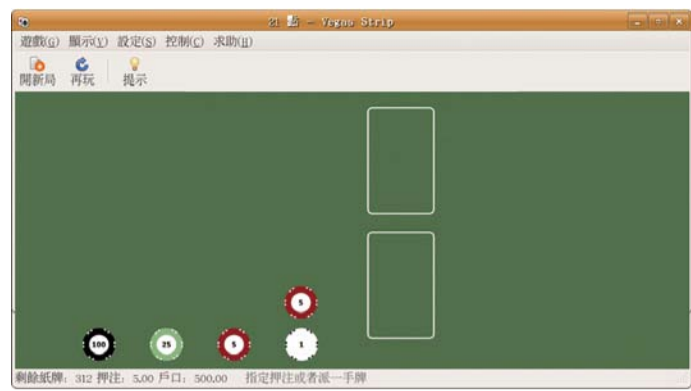 21 點 - Vegas Strip
遊戲(G) 顯示(V) 設定(S) 控制(C) 求助(H)
開新局 再玩 提示
5
100 25 5 1
剩餘紙牌: 312 押注: 5.00 戶口: 500.00 指定押注或者派一手牌